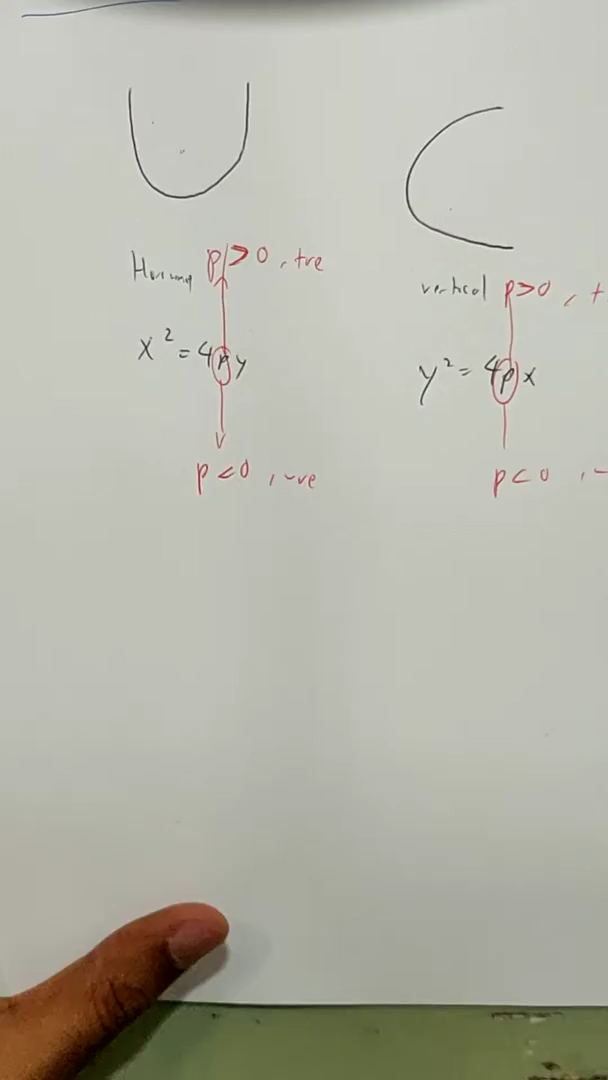 p > 0 , +ve
x² = 4py
p < 0 , -ve
vertical p > 0 , +
y² = 4px
p < 0 , -